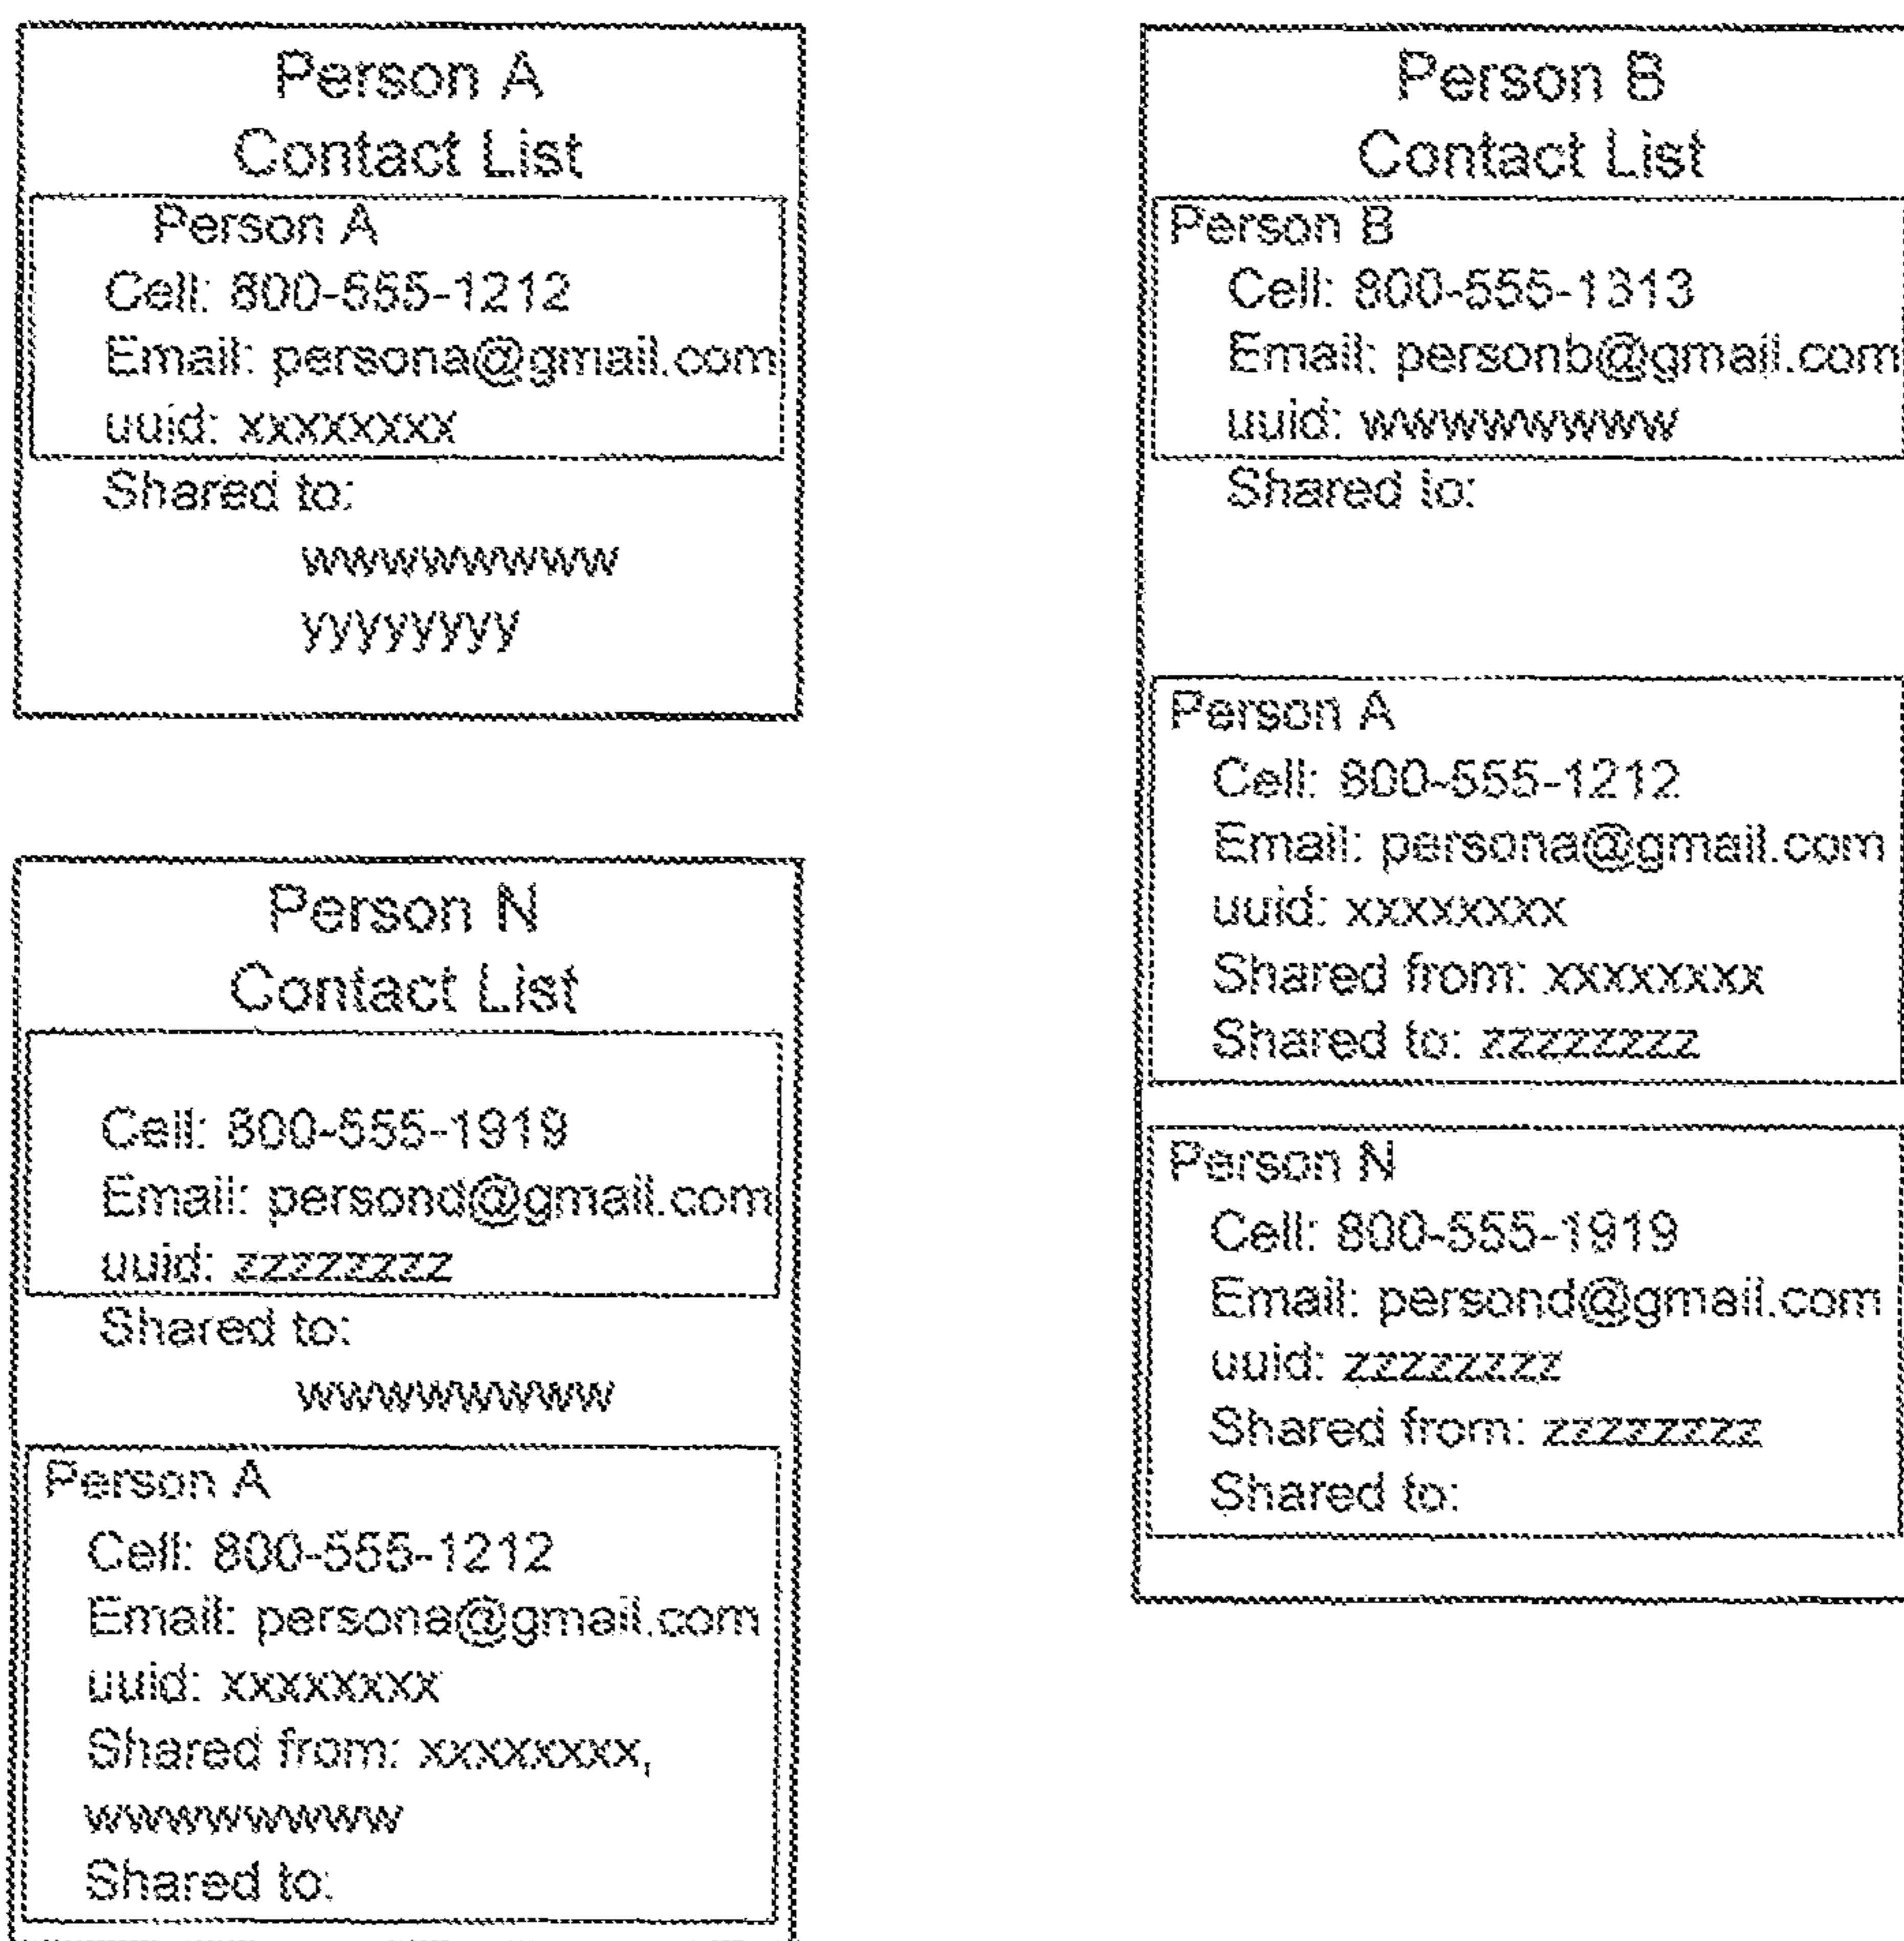 Person A
Contact List
Person A
Cell: 800-555-1212
Email: persona@gmail.com
uuid: xxxxxxxx
Shared to:
wwwwwwww
yyyyyyyy
Person N
Contact List
Cell: 800-555-1919
Email: persond@gmail.com
uuid: zzzzzzzz
Shared to:
wwwwwwww
Person A
Cell: 800-555-1212
Email: persona@gmail.com
uuid: xxxxxxxx
Shared from: xxxxxxxx,
wwwwwwww
Shared to:
Person B
Contact List
Person B
Cell: 800-555-1313
Email: personb@gmail.com
uuid: wwwwwwww
Shared to:
Person A
Cell: 800-555-1212
Email: persona@gmail.com
uuid: xxxxxxxx
Shared from: xxxxxxxx
Shared to: zzzzzzzz
Person N
Cell: 800-555-1919
Email: persond@gmail.com
uuid: zzzzzzzz
Shared from: zzzzzzzz
Shared to: